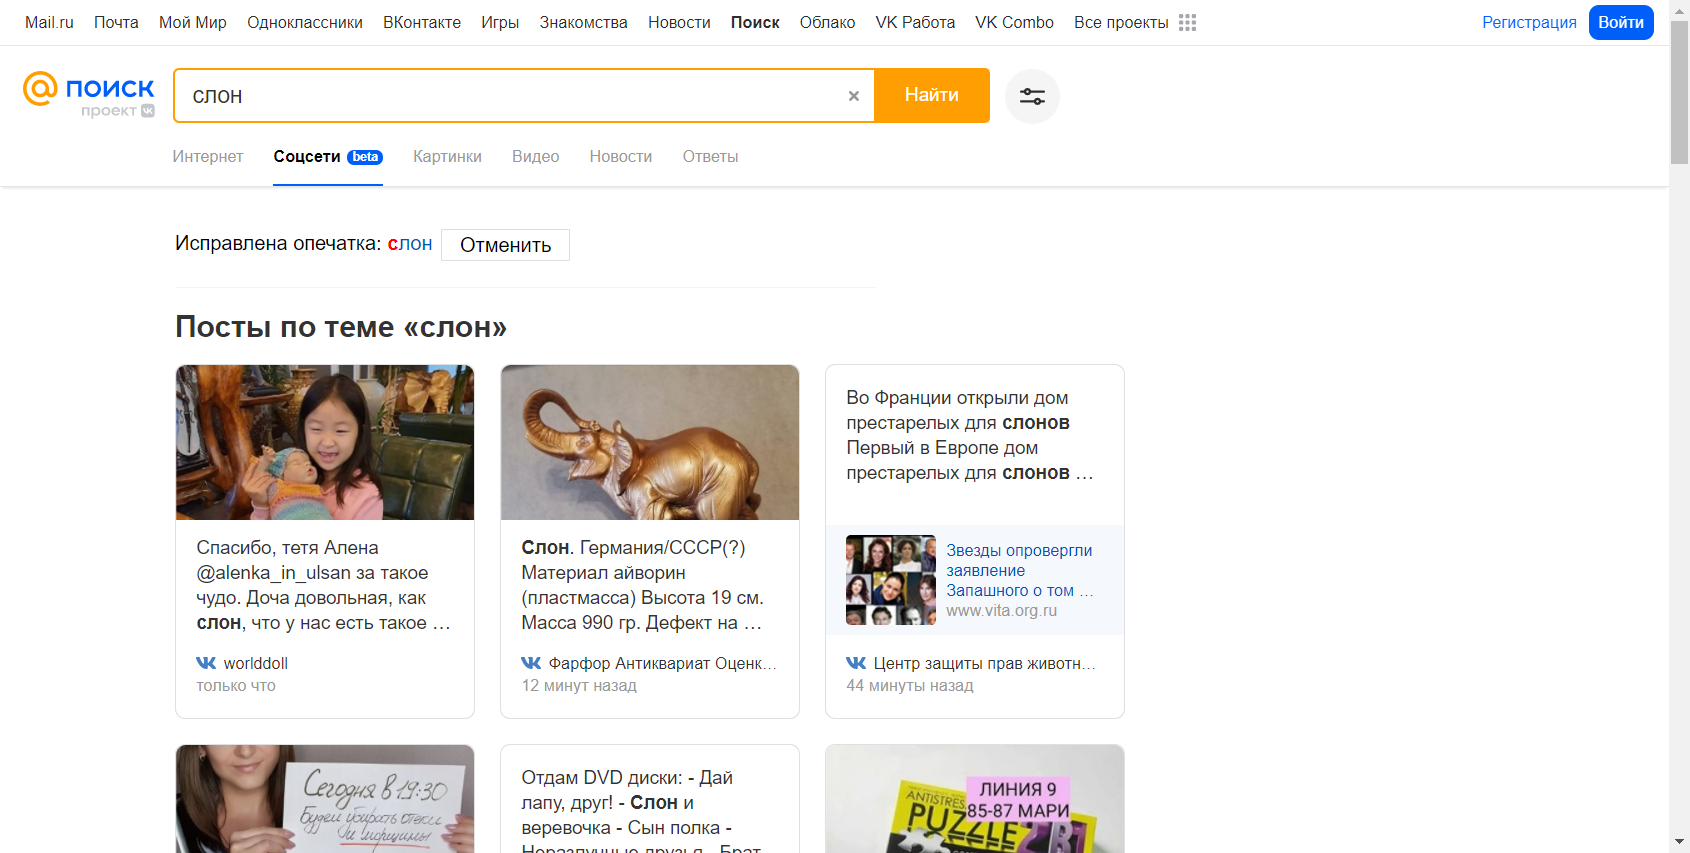 Mail.ru Почта Мой Мир Одноклассники ВКонтакте Игры Знакомства Новости Поиск Облако VK Работа VK Combo Все проекты Регистрация Войти
@ ПОИСК
проект
слон × Найти
Интернет Соцсети beta Картинки Видео Новости Ответы
Исправлена опечатка: слон Отменить
Посты по теме «слон»
Спасибо, тетя Алена
@alenka_in_ulsan за такое
чудо. Доча довольная, как
слон, что у нас есть такое …
worlddoll
только что
Слон. Германия/СССР(?)
Материал айворин
(пластмасса) Высота 19 см.
Масса 990 гр. Дефект на …
Фарфор Антиквариат Оценк…
12 минут назад
Во Франции открыли дом
престарелых для слонов
Первый в Европе дом
престарелых для слонов …
Звезды опровергли
заявление
Запашного о том …
www.vita.org.ru
Центр защиты прав животн…
44 минуты назад
Сегодня в 19:30
Будем убирать отеки
и морщины
Отдам DVD диски: - Дай
лапу, друг! - Слон и
веревочка - Сын полка -
Неразлучные друзья - Брат
ЛИНИЯ 9
85-87 МАРИ
ANTISTRESS
PUZZLE